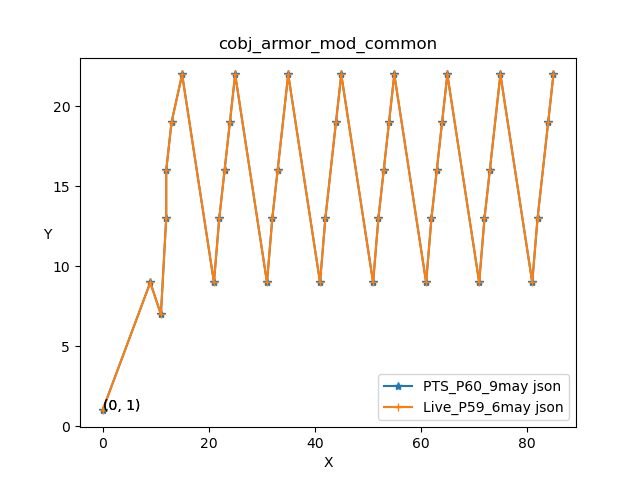 cobj_armor_mod_common
20
15
Y
10
5
0
(0, 1)
PTS_P60_9may json
Live_P59_6may json
0 20 40 60 80
X